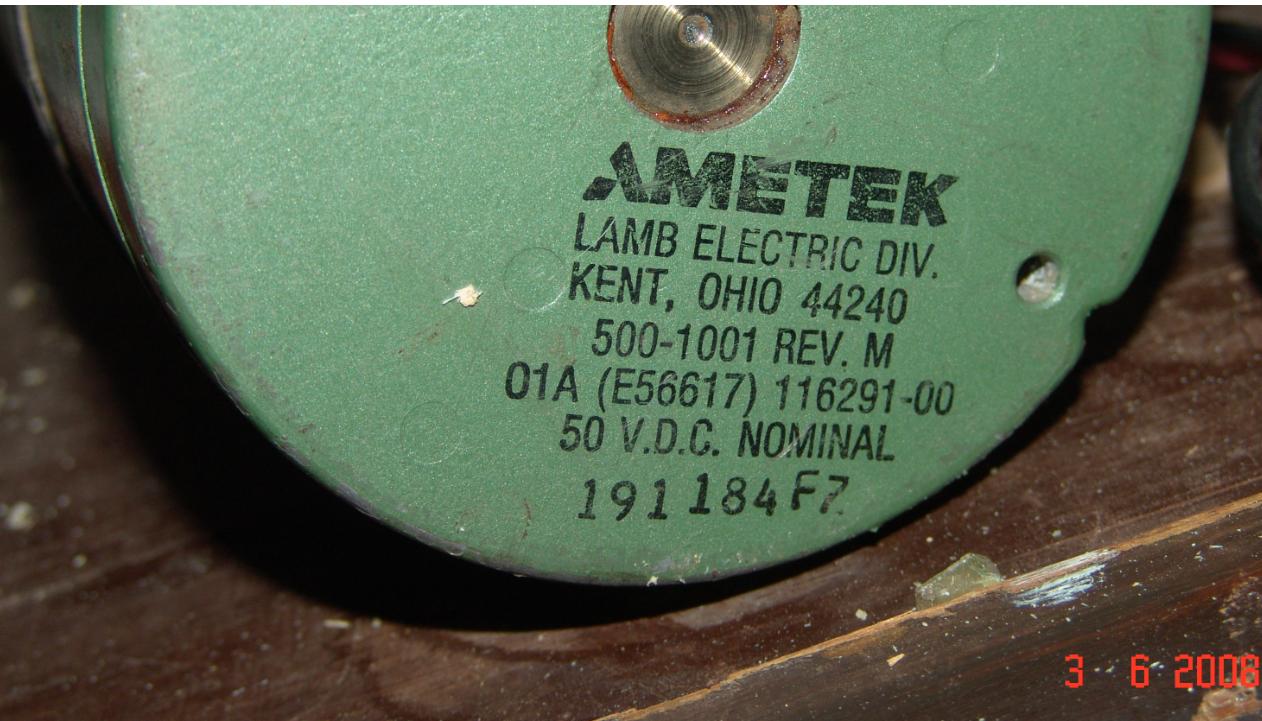 AMETEK
LAMB ELECTRIC DIV.
KENT, OHIO 44240
500-1001 REV. M
01A (E56617) 116291-00
50 V.D.C. NOMINAL
191184F7
3 6 2006